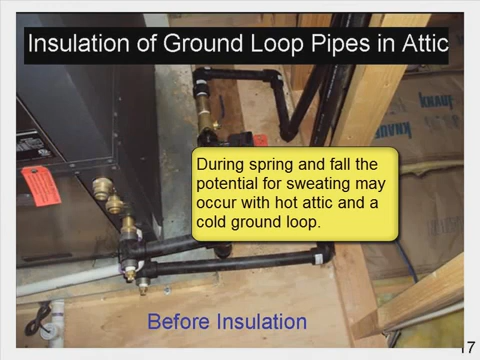 Insulation of Ground Loop Pipes in Attic
During spring and fall the
potential for sweating may
occur with hot attic and a
cold ground loop.
KNAUF
Before Insulation
17